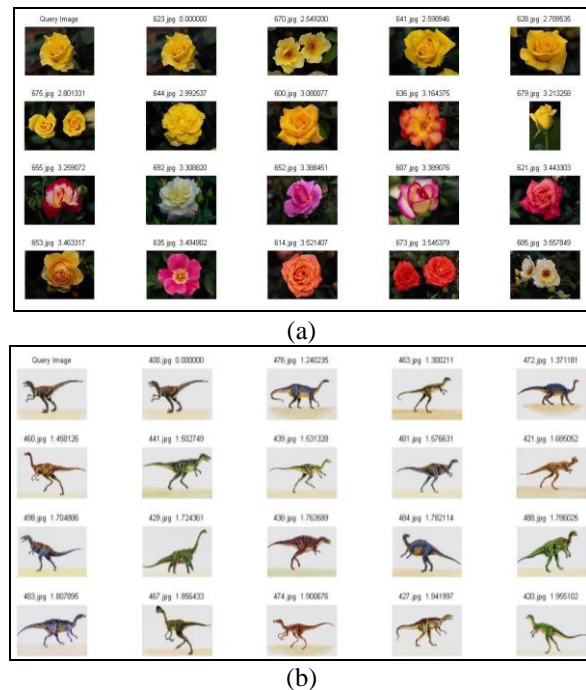 Query Image 623.jpg 0.000000 670.jpg 2.549200 641.jpg 2.598946 628.jpg 2.789535
675.jpg 2.801331 644.jpg 2.992537 600.jpg 3.080077 636.jpg 3.164375 679.jpg 3.213258
655.jpg 3.259072 692.jpg 3.308820 652.jpg 3.388451 607.jpg 3.389076 621.jpg 3.443303
653.jpg 3.463317 635.jpg 3.494902 614.jpg 3.521407 673.jpg 3.545379 685.jpg 3.557849
(a)
Query Image 400.jpg 0.000000 476.jpg 1.240235 463.jpg 1.300211 472.jpg 1.371181
460.jpg 1.458126 441.jpg 1.502749 439.jpg 1.531328 481.jpg 1.576631 421.jpg 1.685052
498.jpg 1.704886 429.jpg 1.724361 438.jpg 1.763589 484.jpg 1.782114 488.jpg 1.786025
483.jpg 1.807895 467.jpg 1.856433 474.jpg 1.900676 427.jpg 1.941997 420.jpg 1.955102
(b)